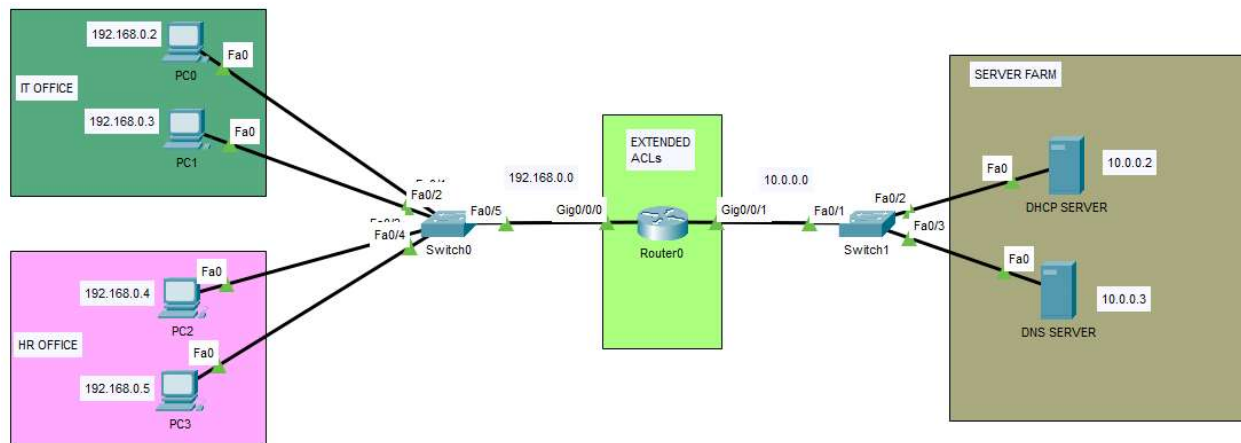 IT OFFICE
192.168.0.2
Fa0
PC0
192.168.0.3
Fa0
PC1
HR OFFICE
192.168.0.4
Fa0
PC2
192.168.0.5
Fa0
PC3
Fa0/2
Fa0/4
Fa0/5
Switch0
192.168.0.0
EXTENDED
ACLs
Gig0/0/0
Gig0/0/1
Router0
10.0.0.0
Fa0/1
Fa0/2
Fa0/3
Switch1
SERVER FARM
Fa0
10.0.0.2
DHCP SERVER
Fa0
10.0.0.3
DNS SERVER